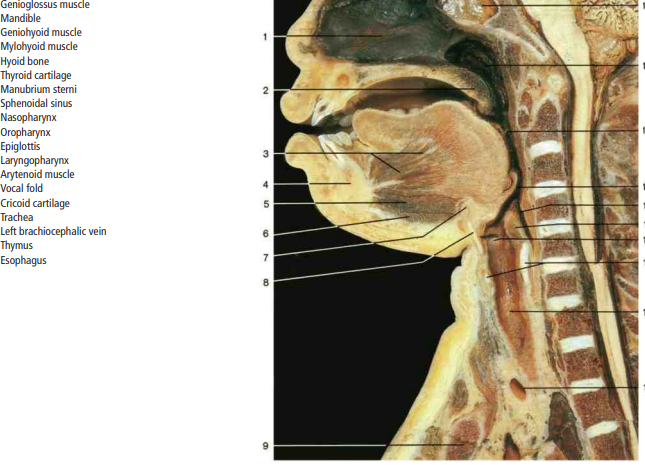 Genioglossus muscle
Mandible
Geniohyoid muscle
Mylohyoid muscle
Hyoid bone
Thyroid cartilage
Manubrium sterni
Sphenoidal sinus
Nasopharynx
Oropharynx
Epiglottis
Laryngopharynx
Arytenoid muscle
Vocal fold
Cricoid cartilage
Trachea
Left brachiocephalic vein
Thymus
Esophagus
1
2
3
4
5
6
7
8
9